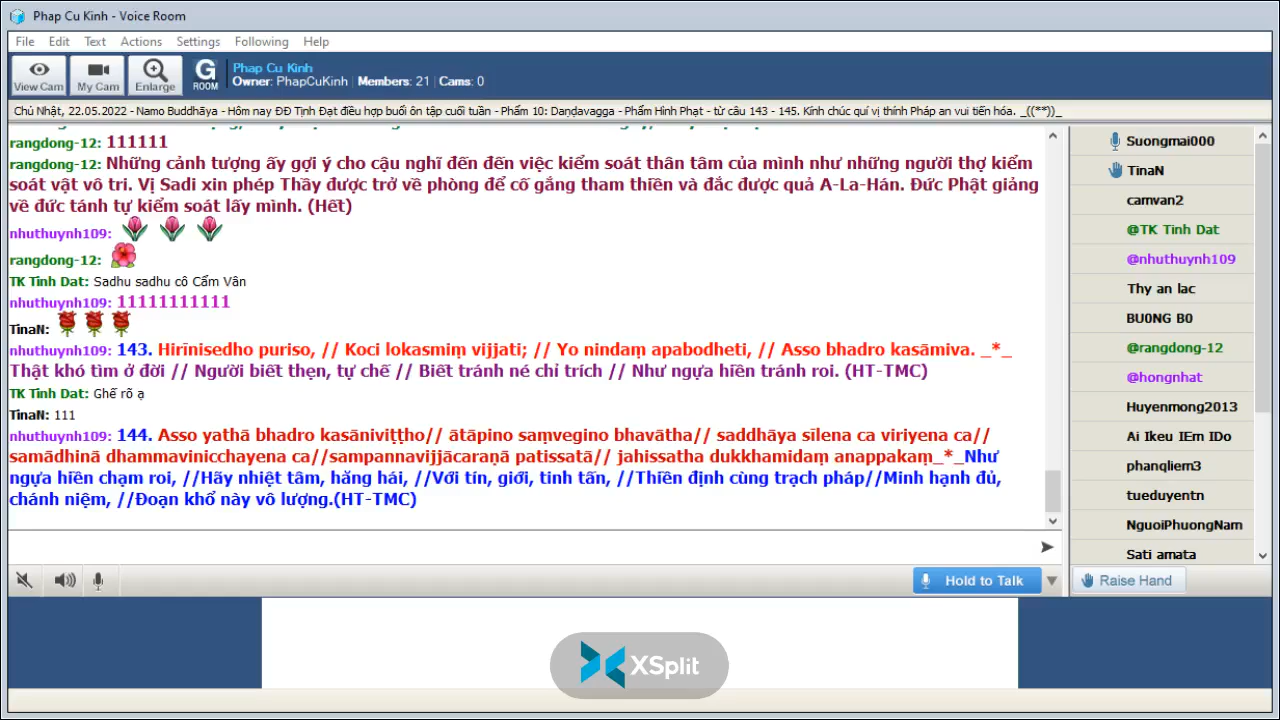 Phap Cu Kinh - Voice Room
File Edit Text Actions Settings Following Help
View Cam My Cam Enlarge G ROOM Phap Cu Kinh
Owner: PhapCuKinh | Members: 21 | Cams: 0
Chủ Nhật, 22.05.2022 - Namo Buddhāya - Hôm nay ĐĐ Tịnh Đạt điều hợp buổi ôn tập cuối tuần - Phẩm 10: Daṇḍavagga - Phẩm Hình Phạt - từ câu 143 - 145. Kính chúc quí vị thính Pháp an vui tiến hóa. _((**))_
rangdong-12: 111111
rangdong-12: Những cảnh tượng ấy gợi ý cho cậu nghĩ đến đến việc kiểm soát thân tâm của mình như những người thợ kiểm
soát vật vô tri. Vị Sadi xin phép Thầy được trở về phòng để cố gắng tham thiền và đắc được quả A-La-Hán. Đức Phật giảng
về đức tánh tự kiểm soát lấy mình. (Hết)
nhuthuynh109:
rangdong-12:
TK Tinh Dat: Sadhu sadhu cô Cẩm Vân
nhuthuynh109: 11111111111
TinaN:
nhuthuynh109: 143. Hirīnisedho puriso, // Koci lokasmiṃ vijjati; // Yo nindaṃ apabodheti, // Asso bhadro kasāmiva. _*_
Thật khó tìm ở đời // Người biết thẹn, tự chế // Biết tránh né chỉ trích // Như ngựa hiền tránh roi. (HT-TMC)
TK Tinh Dat: Ghế rõ ạ
TinaN: 111
nhuthuynh109: 144. Asso yathā bhadro kasāniviṭṭho// ātāpino saṃvegino bhavātha// saddhāya sīlena ca viriyena ca//
samādhinā dhammavinicchayena ca//sampannavijjācaraṇā patissatā// jahissatha dukkhamidaṃ anappakaṃ_*_Như
ngựa hiền chạm roi, //Hãy nhiệt tâm, hăng hái, //Với tín, giới, tinh tấn, //Thiền định cùng trạch pháp//Minh hạnh đủ,
chánh niệm, //Đoạn khổ này vô lượng.(HT-TMC)
Hold to Talk
Suongmai000
TinaN
camvan2
@TK Tinh Dat
@nhuthuynh109
Thy an lac
BU0NG B0
@rangdong-12
@hongnhat
Huyenmong2013
Ai Ikeu IEm IDo
phanqliem3
tueduyentn
NguoiPhuongNam
Sati amata
Raise Hand
XSplit